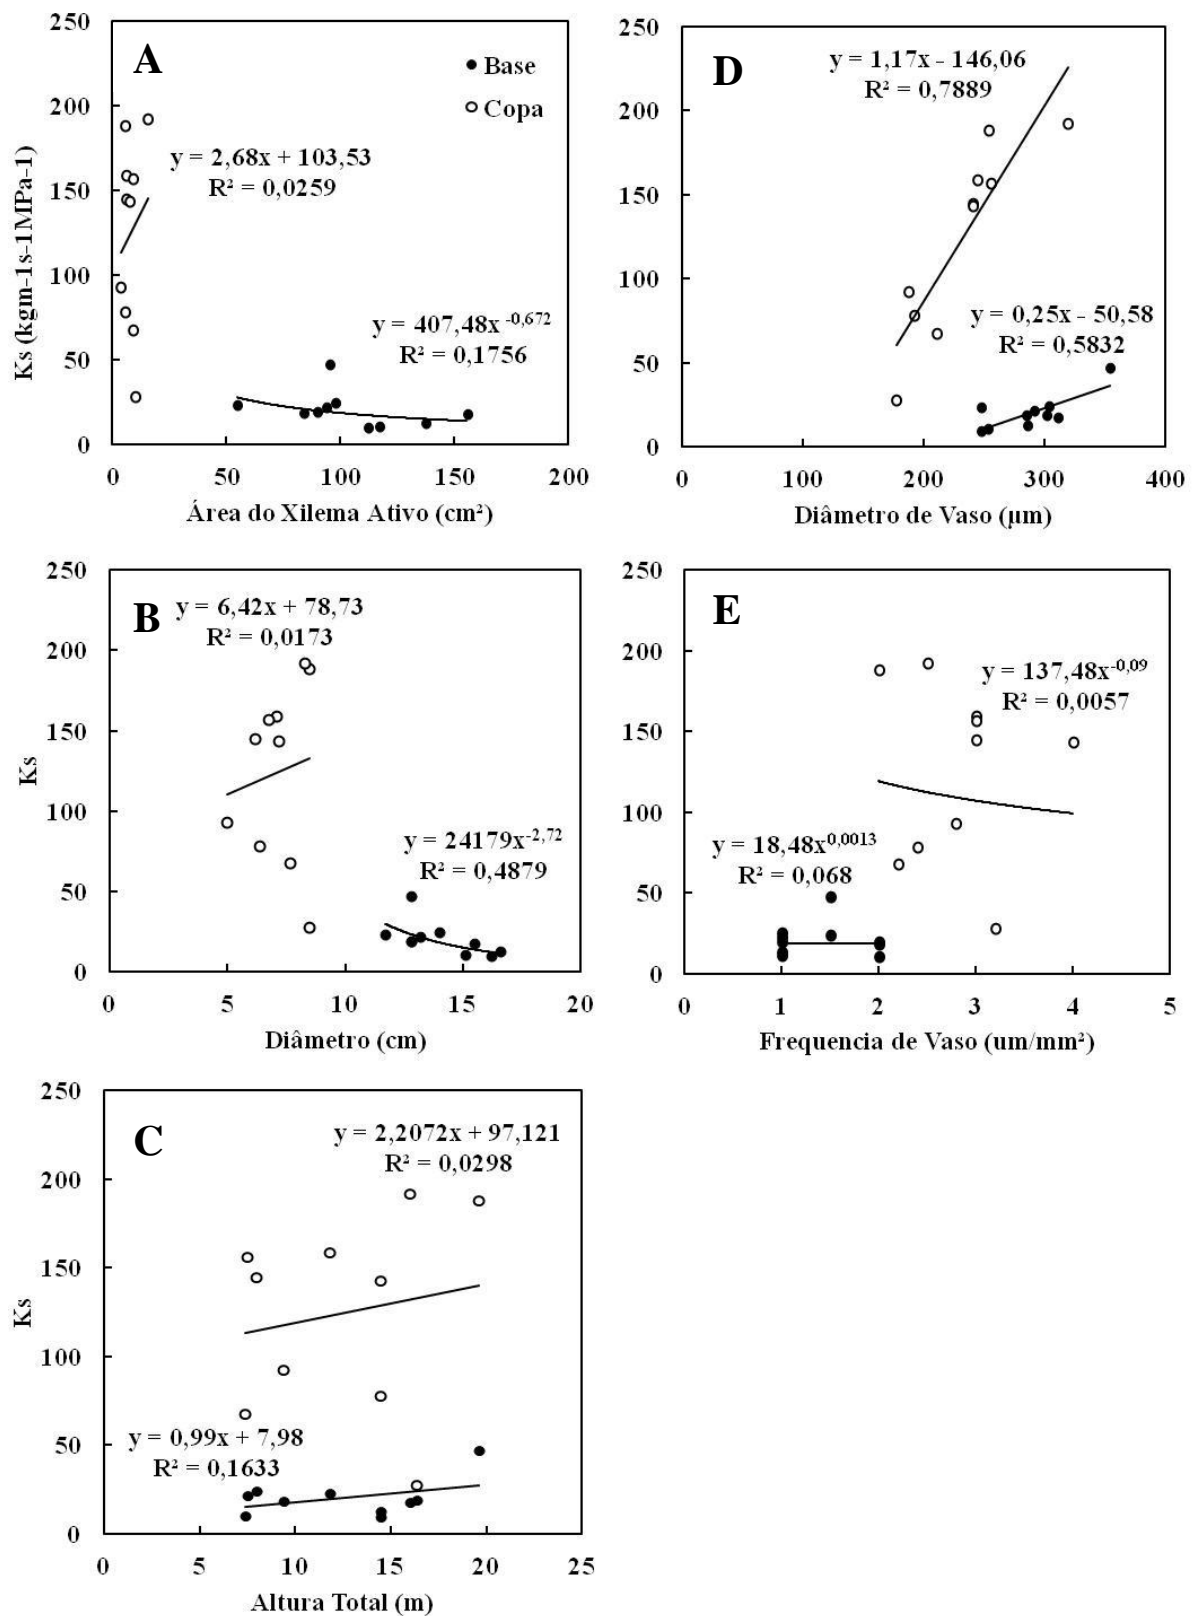 A
Base
Copa
y = 2,68x + 103,53
R² = 0,0259
y = 407,48x -0,672
R² = 0,1756
250
200
150
100
50
0
0 50 100 150 200
Ks (kgm-1s-1MPa-1)
Área do Xilema Ativo (cm²)
D
y = 1,17x - 146,06
R² = 0,7889
y = 0,25x - 50,58
R² = 0,5832
250
200
150
100
50
0
0 100 200 300 400
Diâmetro de Vaso (µm)
B
y = 6,42x + 78,73
R² = 0,0173
y = 24179x-2,72
R² = 0,4879
250
200
150
100
50
0
0 5 10 15 20
Ks
Diâmetro (cm)
E
y = 137,48x-0,09
R² = 0,0057
y = 18,48x0,0013
R² = 0,068
250
200
150
100
50
0
0 1 2 3 4 5
Frequencia de Vaso (um/mm²)
C
y = 2,2072x + 97,121
R² = 0,0298
y = 0,99x + 7,98
R² = 0,1633
250
200
150
100
50
0
0 5 10 15 20 25
Ks
Altura Total (m)